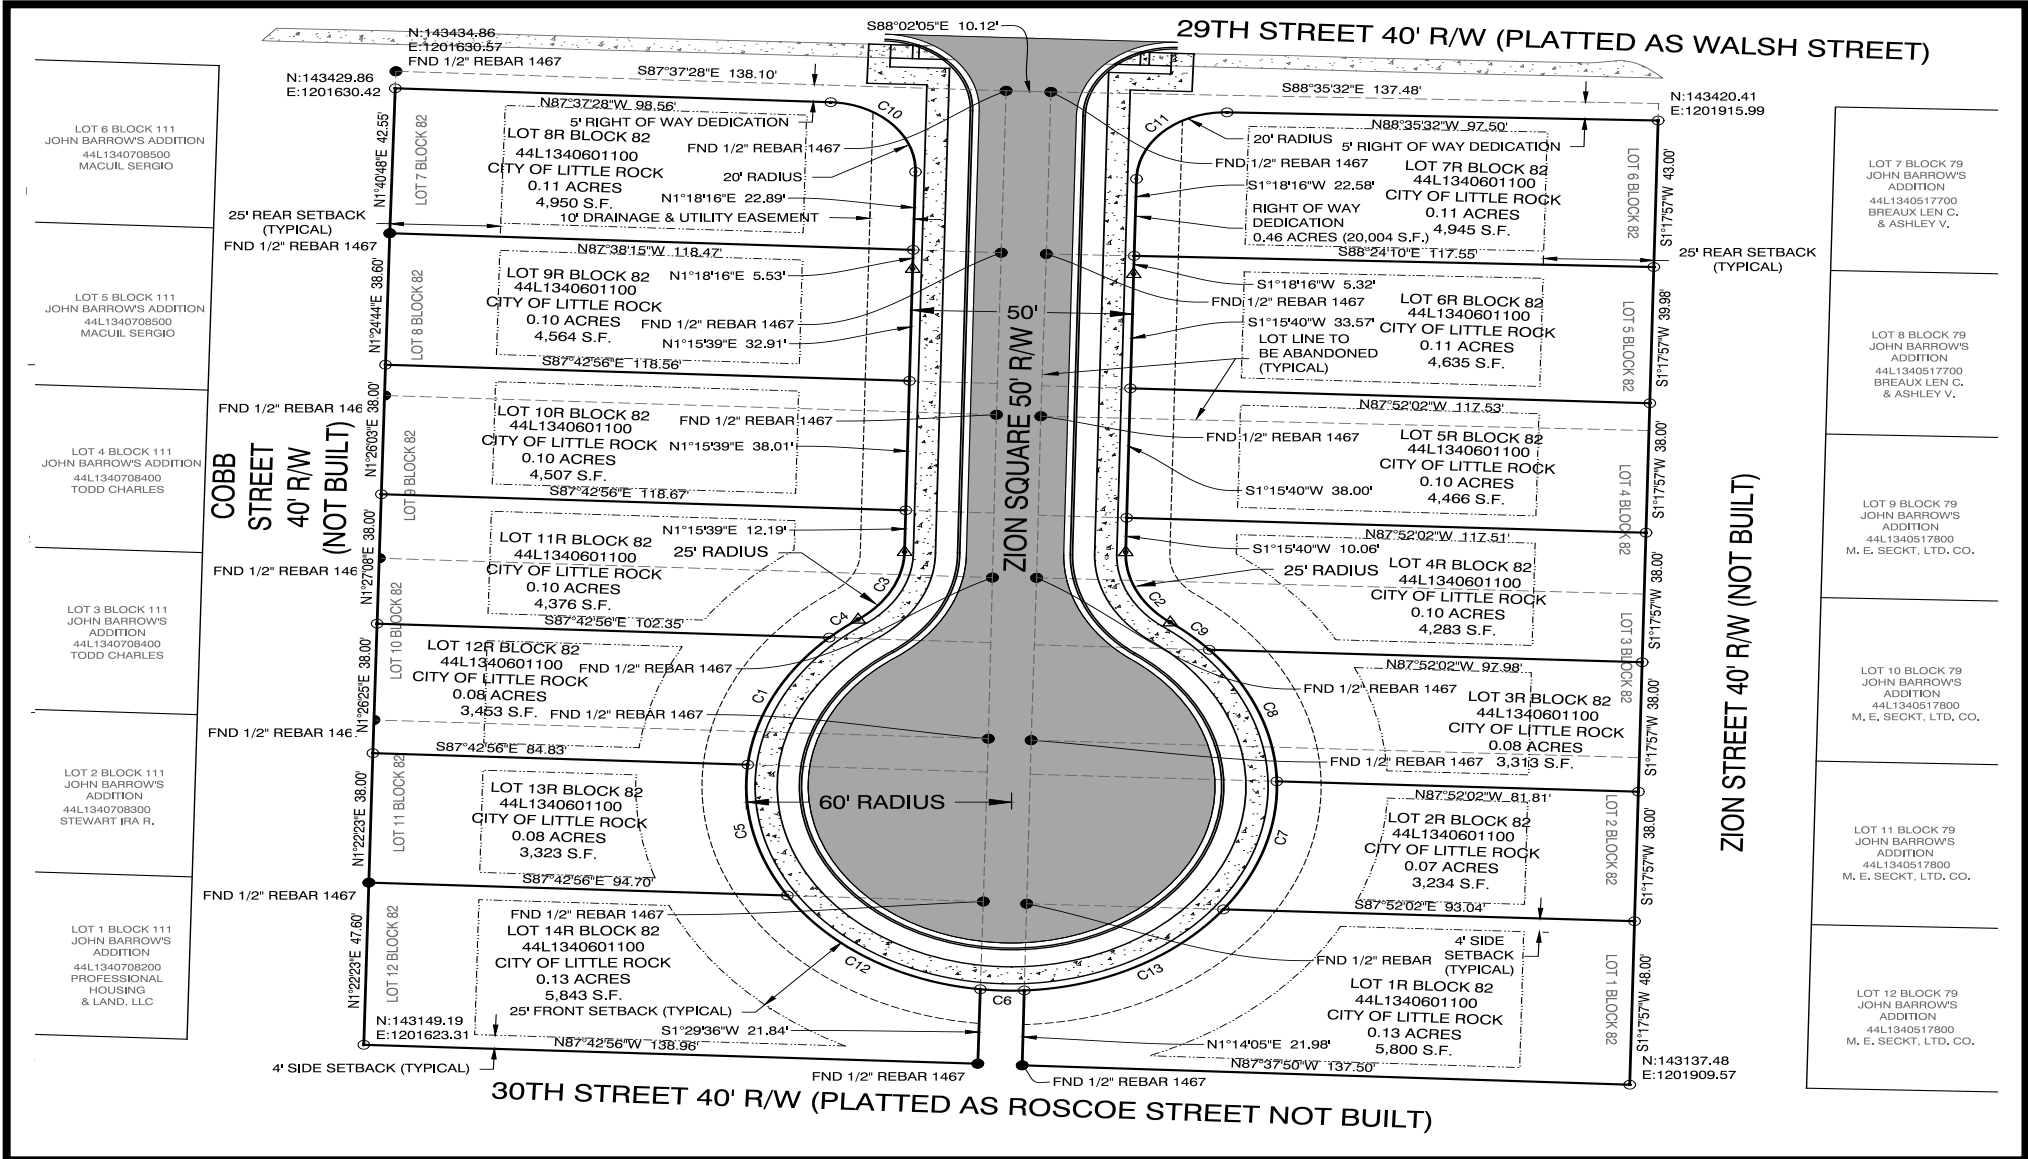 S88°02'05"E 10.12'
29TH STREET 40' R/W (PLATTED AS WALSH STREET)
N:143434.86
E:1201630.57
FND 1/2" REBAR 1467
N:143429.86
E:1201630.42
S87°37'28"E 138.10'
S88°35'32"E 137.48'
N:143420.41
E:1201915.99
LOT 6 BLOCK 111
JOHN BARROW'S ADDITION
44L1340708500
MACUIL SERGIO
LOT 5 BLOCK 111
JOHN BARROW'S ADDITION
44L1340708500
MACUIL SERGIO
LOT 4 BLOCK 111
JOHN BARROW'S ADDITION
44L1340708400
TODD CHARLES
LOT 3 BLOCK 111
JOHN BARROW'S
ADDITION
44L1340708400
TODD CHARLES
LOT 2 BLOCK 111
JOHN BARROW'S
ADDITION
44L1340708300
STEWART IRA R.
LOT 1 BLOCK 111
JOHN BARROW'S
ADDITION
44L1340708200
PROFESSIONAL
HOUSING
& LAND, LLC
25' REAR SETBACK
(TYPICAL)
FND 1/2" REBAR 1467
FND 1/2" REBAR 146
COBB
STREET
40' R/W
(NOT BUILT)
FND 1/2" REBAR 146
FND 1/2" REBAR 146
FND 1/2" REBAR 1467
N1°40'48"E 42.55'
N1°24'44"E 38.60'
N1°26'03"E 38.00'
N1°27'08"E 38.00'
N1°26'25"E 38.00'
N1°22'23"E 38.00'
N1°22'23"E 47.60'
LOT 7 BLOCK 82
LOT 8 BLOCK 82
LOT 9 BLOCK 82
LOT 10 BLOCK 82
LOT 11 BLOCK 82
LOT 12 BLOCK 82
N87°37'28"W 98.56'
5' RIGHT OF WAY DEDICATION
C10
LOT 8R BLOCK 82
44L1340601100
CITY OF LITTLE ROCK
0.11 ACRES
4,950 S.F.
FND 1/2" REBAR 1467
20' RADIUS
N1°18'16"E 22.89'
10' DRAINAGE & UTILITY EASEMENT
N87°38'15"W 118.47'
LOT 9R BLOCK 82
44L1340601100
CITY OF LITTLE ROCK
0.10 ACRES
4,564 S.F.
N1°18'16"E 5.53'
FND 1/2" REBAR 1467
N1°15'39"E 32.91'
S87°42'56"E 118.56'
LOT 10R BLOCK 82
44L1340601100
CITY OF LITTLE ROCK
0.10 ACRES
4,507 S.F.
FND 1/2" REBAR 1467
N1°15'39"E 38.01'
S87°42'56"E 118.67'
LOT 11R BLOCK 82
44L1340601100
CITY OF LITTLE ROCK
0.10 ACRES
4,376 S.F.
N1°15'39"E 12.19'
25' RADIUS
C3
C4
S87°42'56"E 102.35'
LOT 12R BLOCK 82
44L1340601100
CITY OF LITTLE ROCK
0.08 ACRES
3,453 S.F.
FND 1/2" REBAR 1467
C1
FND 1/2" REBAR 1467
S87°42'56"E 84.83'
LOT 13R BLOCK 82
44L1340601100
CITY OF LITTLE ROCK
0.08 ACRES
3,323 S.F.
C5
S87°42'56"E 94.70'
FND 1/2" REBAR 1467
LOT 14R BLOCK 82
44L1340601100
CITY OF LITTLE ROCK
0.13 ACRES
5,843 S.F.
C12
25' FRONT SETBACK (TYPICAL)
S1°29'36"W 21.84'
N:143149.19
E:1201623.31
N87°42'56"W 138.96'
4' SIDE SETBACK (TYPICAL)
FND 1/2" REBAR 1467
50'
ZION SQUARE 50' R/W
60' RADIUS
C6
C11
20' RADIUS
N88°35'32"W 97.50'
5' RIGHT OF WAY DEDICATION
FND 1/2" REBAR 1467
S1°18'16"W 22.58'
RIGHT OF WAY
DEDICATION
0.46 ACRES (20,004 S.F.)
LOT 7R BLOCK 82
44L1340601100
CITY OF LITTLE ROCK
0.11 ACRES
4,945 S.F.
S88°24'10"E 117.55'
25' REAR SETBACK
(TYPICAL)
S1°18'16"W 5.32'
FND 1/2" REBAR 1467
S1°15'40"W 33.57'
LOT LINE TO
BE ABANDONED
(TYPICAL)
LOT 6R BLOCK 82
44L1340601100
CITY OF LITTLE ROCK
0.11 ACRES
4,635 S.F.
N87°52'02"W 117.53'
FND 1/2" REBAR 1467
S1°15'40"W 38.00'
LOT 5R BLOCK 82
44L1340601100
CITY OF LITTLE ROCK
0.10 ACRES
4,466 S.F.
N87°52'02"W 117.51'
S1°15'40"W 10.06'
25' RADIUS
C2
C9
LOT 4R BLOCK 82
44L1340601100
CITY OF LITTLE ROCK
0.10 ACRES
4,283 S.F.
N87°52'02"W 97.98'
FND 1/2" REBAR 1467
C8
LOT 3R BLOCK 82
44L1340601100
CITY OF LITTLE ROCK
0.08 ACRES
3,313 S.F.
FND 1/2" REBAR 1467
N87°52'02"W 81.81'
LOT 2R BLOCK 82
44L1340601100
CITY OF LITTLE ROCK
0.07 ACRES
3,234 S.F.
C7
S87°52'02"E 93.04'
4' SIDE
SETBACK
(TYPICAL)
FND 1/2" REBAR
C13
LOT 1R BLOCK 82
44L1340601100
CITY OF LITTLE ROCK
0.13 ACRES
5,800 S.F.
N1°14'05"E 21.98'
N87°37'50"W 137.50'
FND 1/2" REBAR 1467
N:143137.48
E:1201909.57
LOT 6 BLOCK 82
LOT 5 BLOCK 82
LOT 4 BLOCK 82
LOT 3 BLOCK 82
LOT 2 BLOCK 82
LOT 1 BLOCK 82
S1°17'57"W 43.00'
S1°17'57"W 39.98'
S1°17'57"W 38.00'
S1°17'57"W 38.00'
S1°17'57"W 38.00'
S1°17'57"W 38.00'
S1°17'57"W 48.00'
ZION STREET 40' R/W (NOT BUILT)
LOT 7 BLOCK 79
JOHN BARROW'S
ADDITION
44L1340517700
BREAUX LEN C.
& ASHLEY V.
LOT 8 BLOCK 79
JOHN BARROW'S
ADDITION
44L1340517700
BREAUX LEN C.
& ASHLEY V.
LOT 9 BLOCK 79
JOHN BARROW'S
ADDITION
44L1340517800
M. E. SECKT, LTD. CO.
LOT 10 BLOCK 79
JOHN BARROW'S
ADDITION
44L1340517800
M. E. SECKT, LTD. CO.
LOT 11 BLOCK 79
JOHN BARROW'S
ADDITION
44L1340517800
M. E. SECKT, LTD. CO.
LOT 12 BLOCK 79
JOHN BARROW'S
ADDITION
44L1340517800
M. E. SECKT, LTD. CO.
30TH STREET 40' R/W (PLATTED AS ROSCOE STREET NOT BUILT)